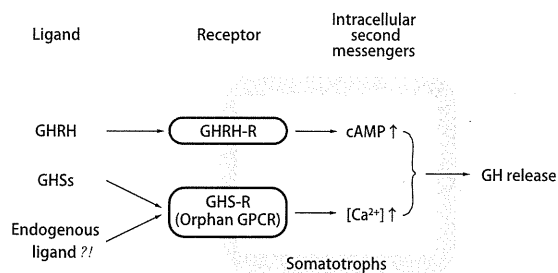 Ligand
Receptor
Intracellular
second
messengers
GHRH
GHRH-R
cAMP ↑
GHSs
GHS-R
(Orphan GPCR)
[Ca²⁺] ↑
GH release
Endogenous
ligand ?!
Somatotrophs